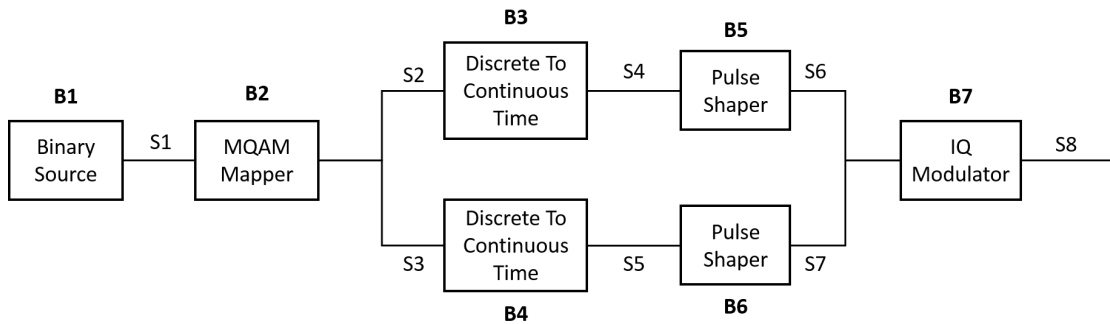 B1
Binary
Source
S1
B2
MQAM
Mapper
S2
B3
Discrete To
Continuous
Time
S4
B5
Pulse
Shaper
S6
S3
Discrete To
Continuous
Time
B4
S5
Pulse
Shaper
B6
S7
B7
IQ
Modulator
S8